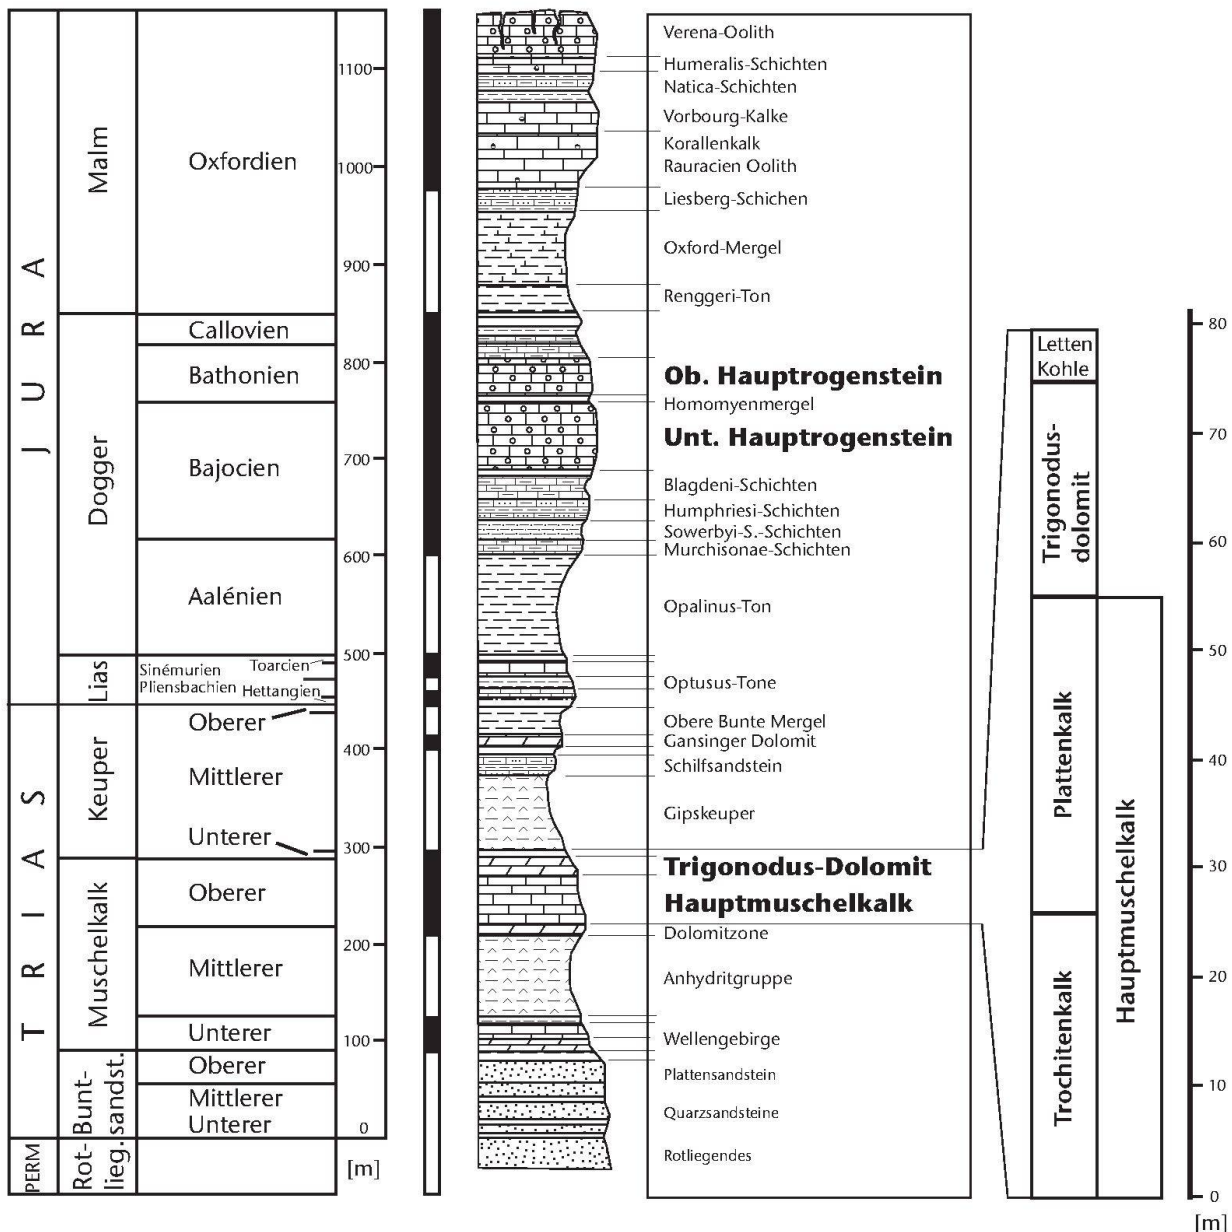 JURA
TRIAS
PERM
Malm
Dogger
Lias
Keuper
Muschelkalk
Bunt-
sandst.
Rot-
lieg.
Oxfordien
Callovien
Bathonien
Bajocien
Aalénien
Toarcien
Sinémurien
Pliensbachien
Hettangien
Oberer
Mittlerer
Unterer
Oberer
Mittlerer
Unterer
Oberer
Mittlerer
Unterer
1100
1000
900
800
700
600
500
400
300
200
100
0
[m]
Verena-Oolith
Humeralis-Schichten
Natica-Schichten
Vorbourg-Kalke
Korallenkalk
Rauracien Oolith
Liesberg-Schichen
Oxford-Mergel
Renggeri-Ton
Ob. Hauptrogenstein
Homomyenmergel
Unt. Hauptrogenstein
Blagdeni-Schichten
Humphriesi-Schichten
Sowerbyi-S.-Schichten
Murchisonae-Schichten
Opalinus-Ton
Optusus-Tone
Obere Bunte Mergel
Gansinger Dolomit
Schilfsandstein
Gipskeuper
Trigonodus-Dolomit
Hauptmuschelkalk
Dolomitzone
Anhydritgruppe
Wellengebirge
Plattensandstein
Quarzsandsteine
Rotliegendes
Letten
Kohle
Trigonodus-
dolomit
Plattenkalk
Trochitenkalk
Hauptmuschelkalk
80
70
60
50
40
30
20
10
0
[m]